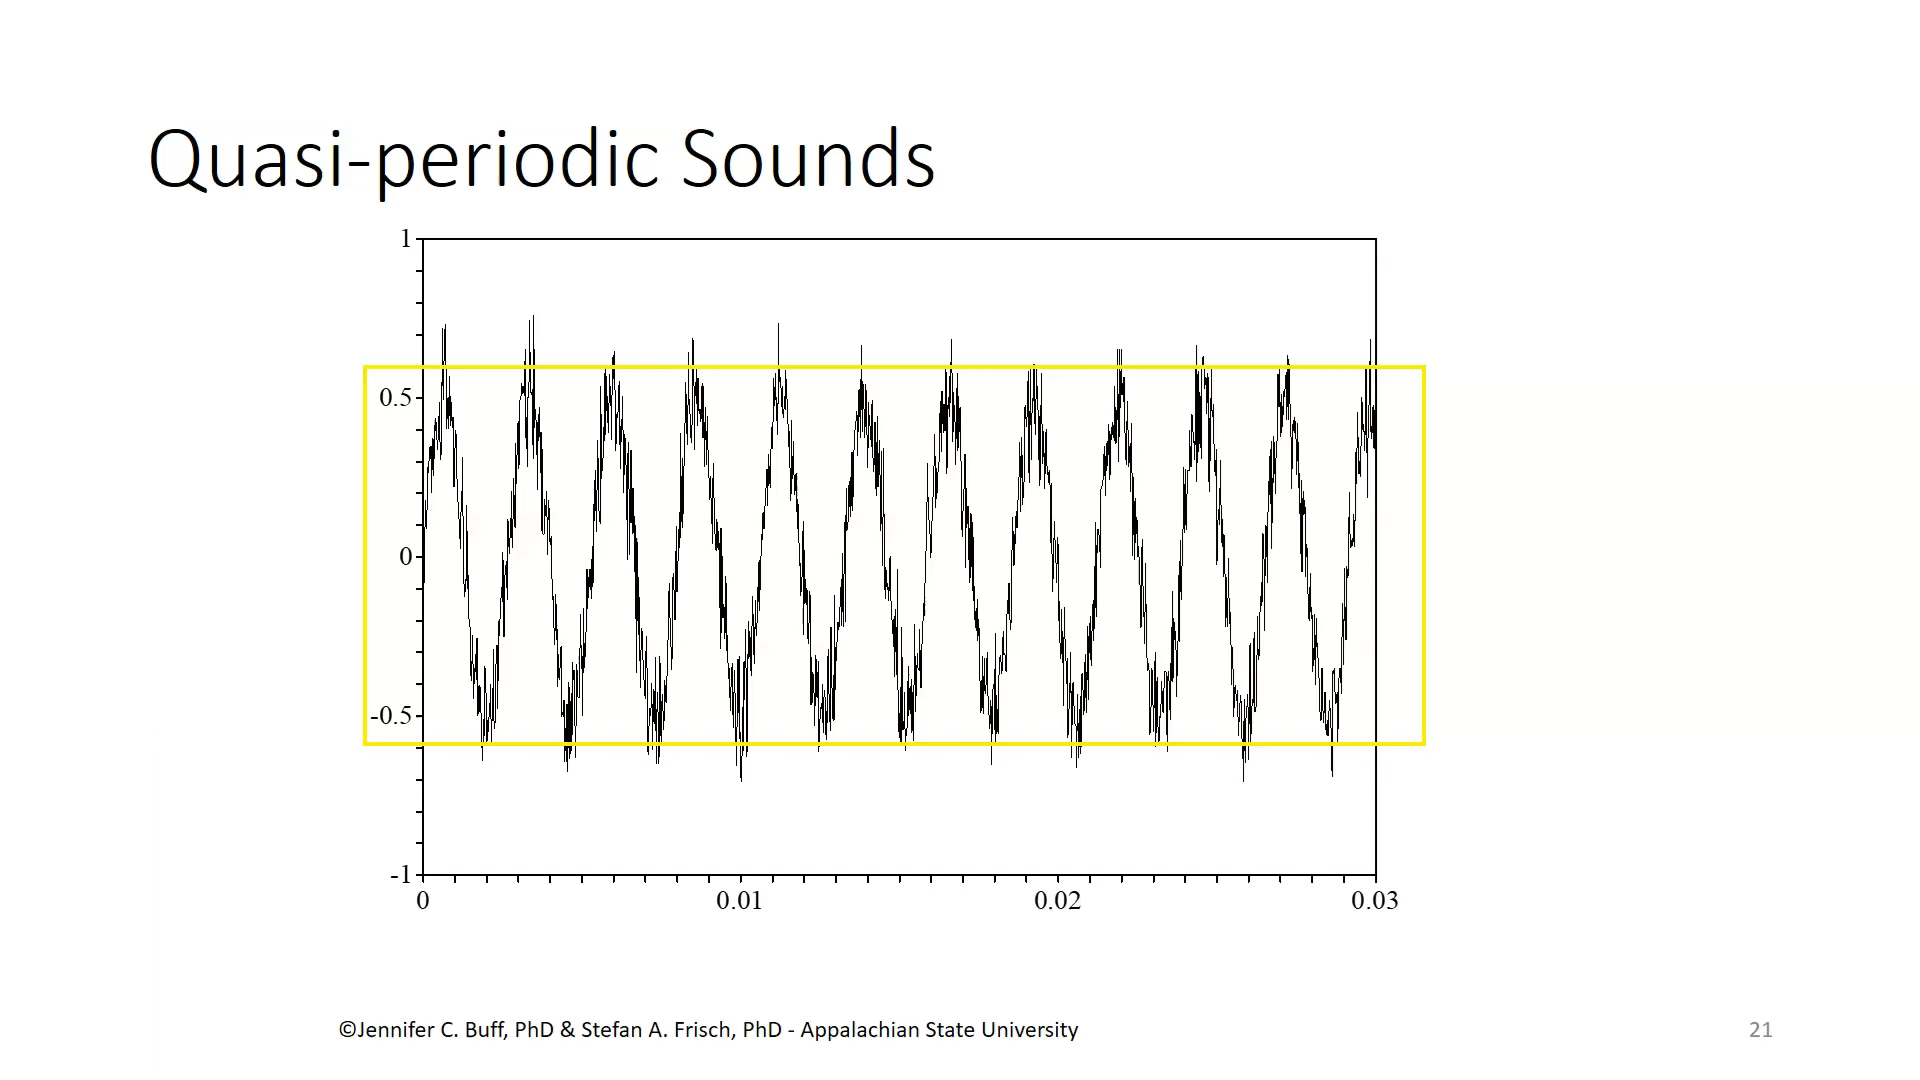 Quasi-periodic Sounds
1
0.5
0
-0.5
-1
0 0.01 0.02 0.03
©Jennifer C. Buff, PhD & Stefan A. Frisch, PhD - Appalachian State University
21